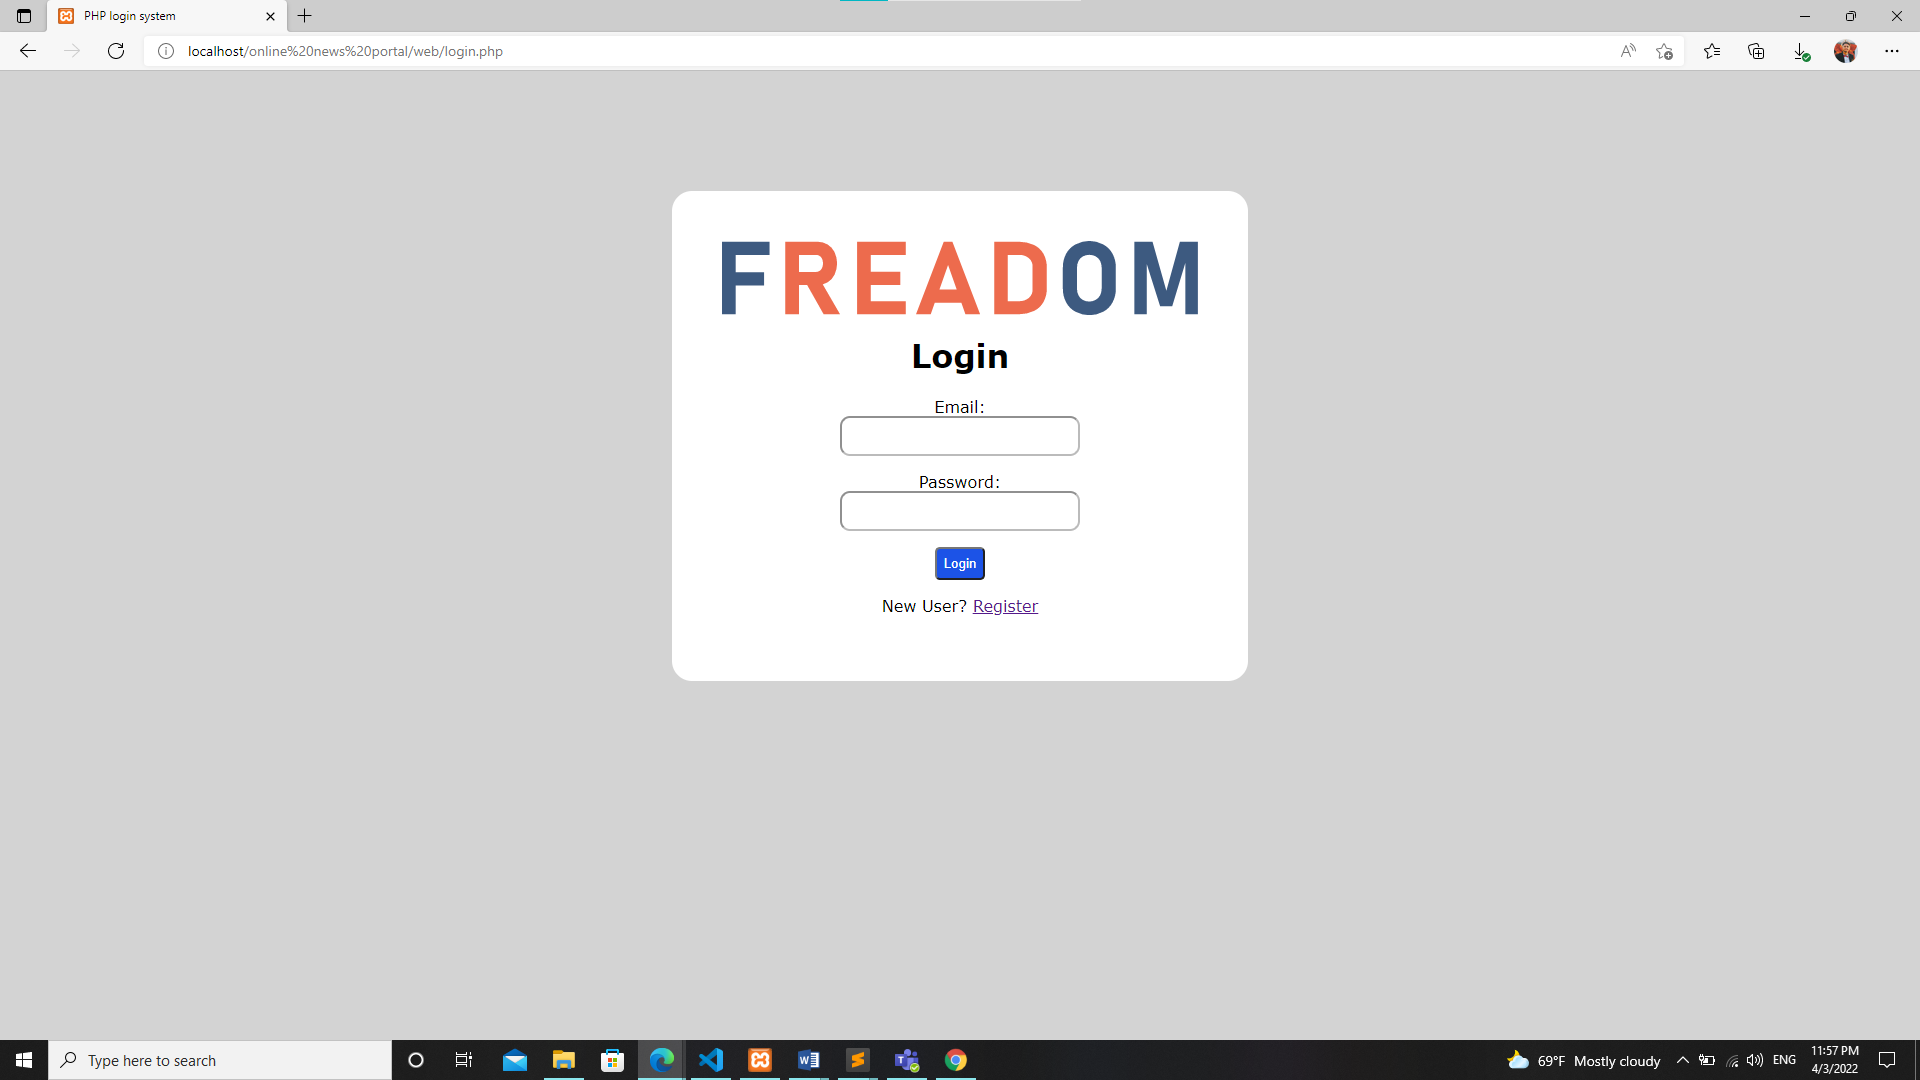 PHP login system
localhost/online%20news%20portal/web/login.php
FREADOM
Login
Email:
Password:
Login
New User? Register
Type here to search
69°F Mostly cloudy
ENG
11:57 PM
4/3/2022